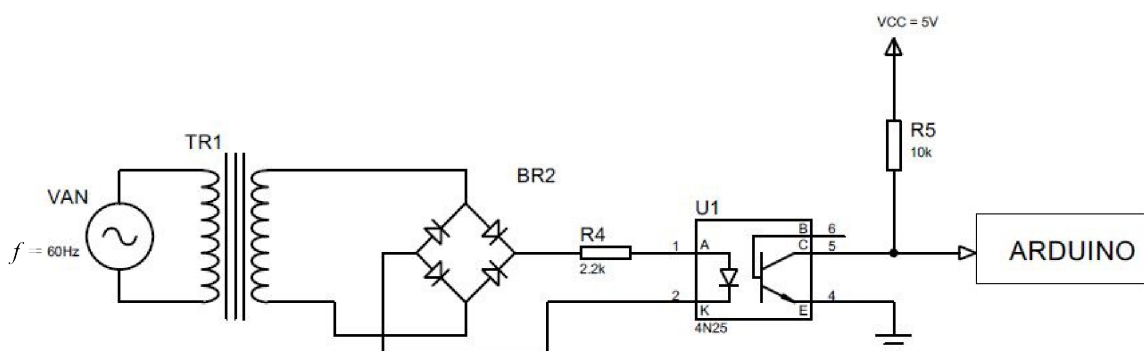 VCC = 5V
R5
10k
TR1
BR2
VAN
f = 60Hz
U1
R4
2.2k
1
A
2
K
B
6
C
5
E
4
4N25
ARDUINO